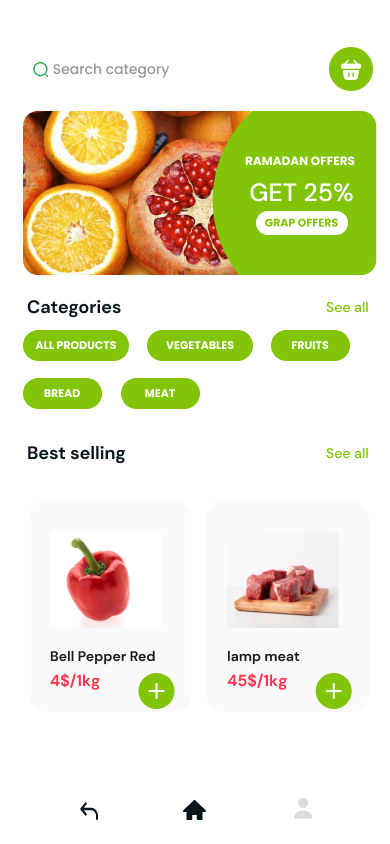 Search category
RAMADAN OFFERS
GET 25%
GRAP OFFERS
Categories
See all
ALL PRODUCTS
VEGETABLES
FRUITS
BREAD
MEAT
Best selling
See all
Bell Pepper Red
4$/1kg
lamp meat
45$/1kg